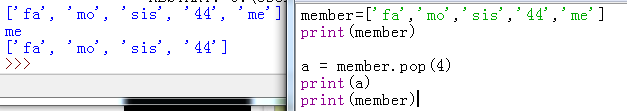 ['fa', 'mo', 'sis', '44', 'me']
me
['fa', 'mo', 'sis', '44']
>>>
member=['fa','mo','sis','44','me']
print(member)
a = member.pop(4)
print(a)
print(member)